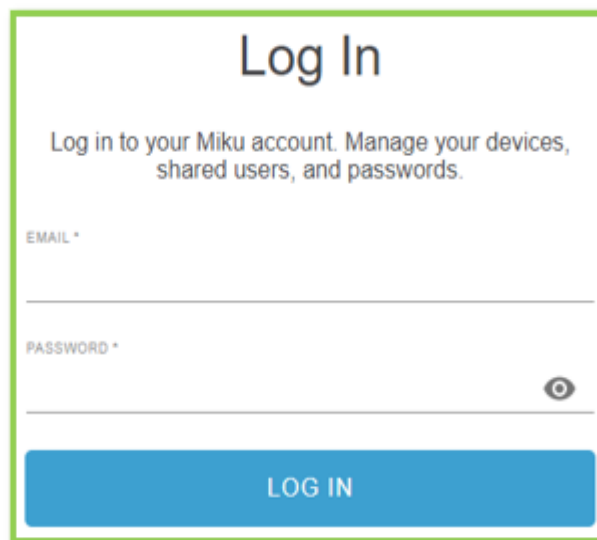 Log In
Log in to your Miku account. Manage your devices,
shared users, and passwords.
EMAIL *
PASSWORD *
LOG IN